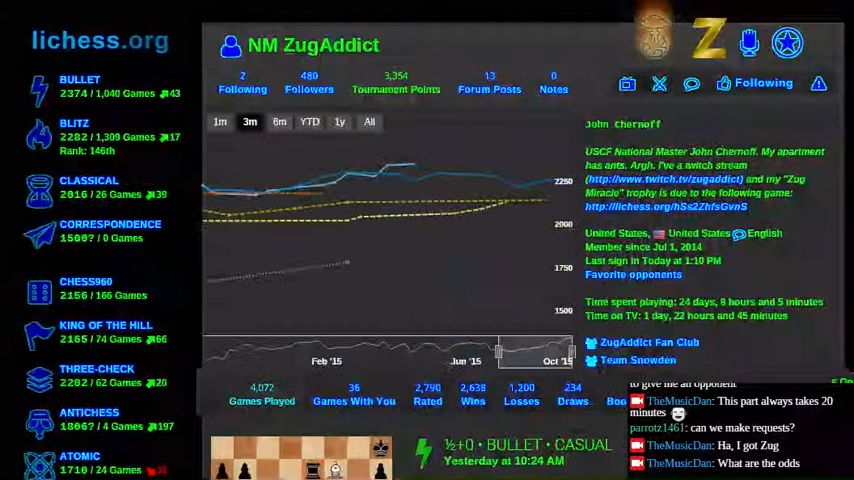 lichess.org
NM ZugAddict
2 480 3,354 13 0
Following Followers Tournament Points Forum Posts Notes
Following
BULLET
2374 / 1,040 Games 43
BLITZ
2282 / 1,309 Games 17
Rank: 146th
CLASSICAL
2016 / 26 Games 39
CORRESPONDENCE
1500? / 0 Games
CHESS960
2156 / 166 Games
KING OF THE HILL
2165 / 74 Games 66
THREE-CHECK
2202 / 62 Games 20
ANTICHESS
1806? / 4 Games 197
ATOMIC
1710 / 24 Games
1m 3m 6m YTD 1y All
2250
2000
1750
1500
Feb '15 Jun '15 Oct '15
John Chernoff
USCF National Master John Chernoff. My apartment
has ants. Argh. I've a twitch stream
(http://www.twitch.tv/zugaddict) and my "Zug
Miracle" trophy is due to the following game:
http://lichess.org/hSs2ZhfsGvnS
United States, United States English
Member since Jul 1, 2014
Last sign in Today at 1:10 PM
Favorite opponents
Time spent playing: 24 days, 8 hours and 5 minutes
Time on TV: 1 day, 22 hours and 45 minutes
ZugAddict Fan Club
Team Snowden
4,072 36 2,790 2,638 1,200 234
Games Played Games With You Rated Wins Losses Draws
½+0 • BULLET • CASUAL
Yesterday at 10:24 AM
to give me an opponent
TheMusicDan: This part always takes 20
minutes
parrotz1461: can we make requests?
TheMusicDan: Ha, I got Zug
TheMusicDan: What are the odds